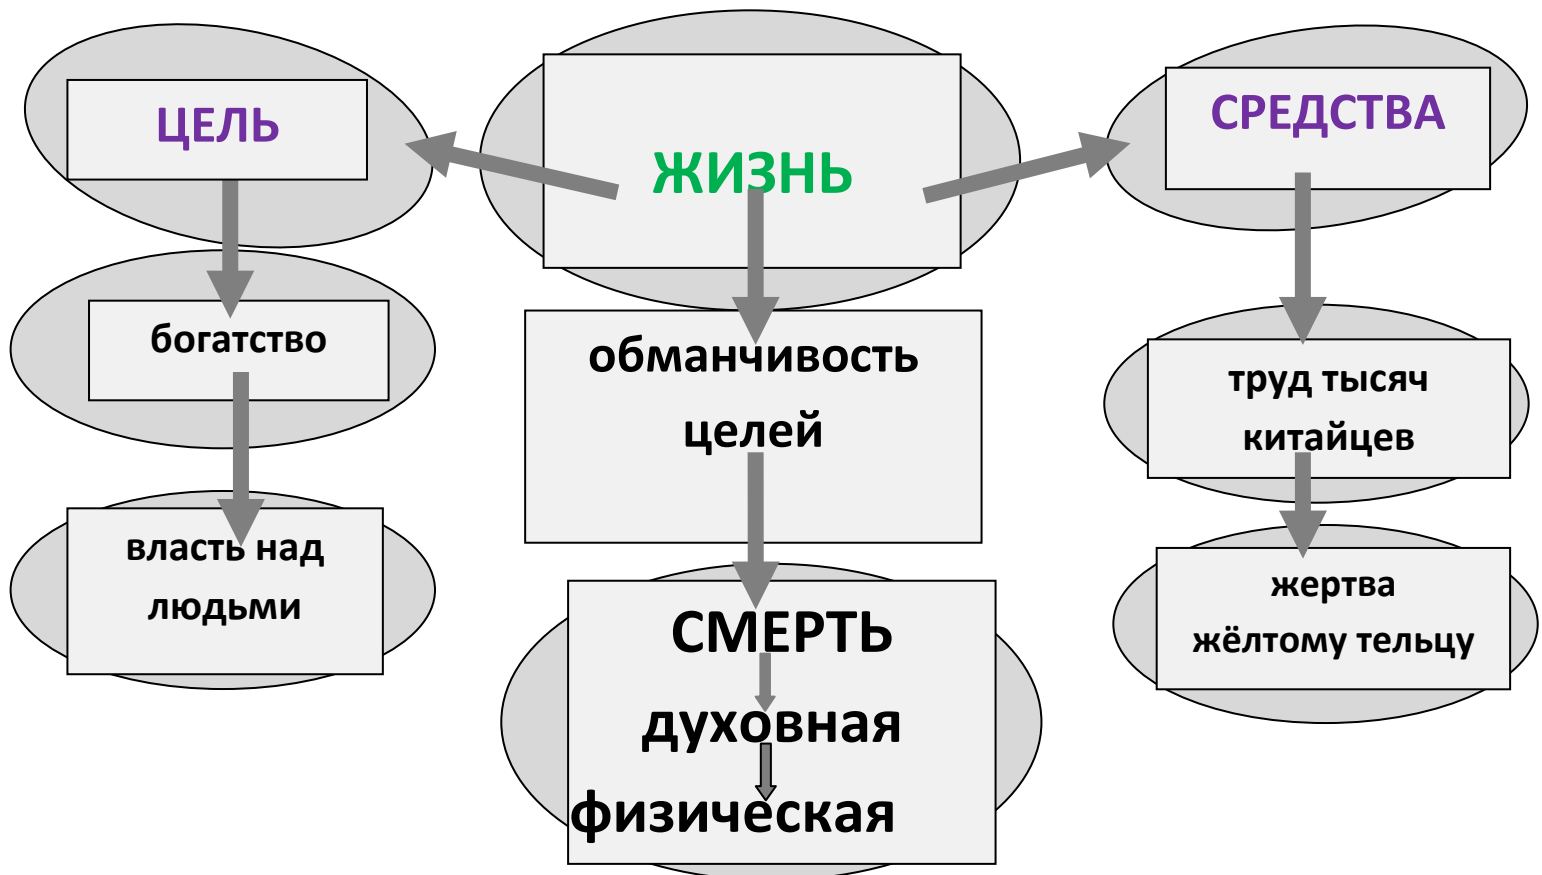 ЦЕЛЬ
ЖИЗНЬ
СРЕДСТВА
богатство
обманчивость
целей
труд тысяч
китайцев
власть над
людьми
жертва
жёлтому тельцу
СМЕРТЬ
духовная
физическая